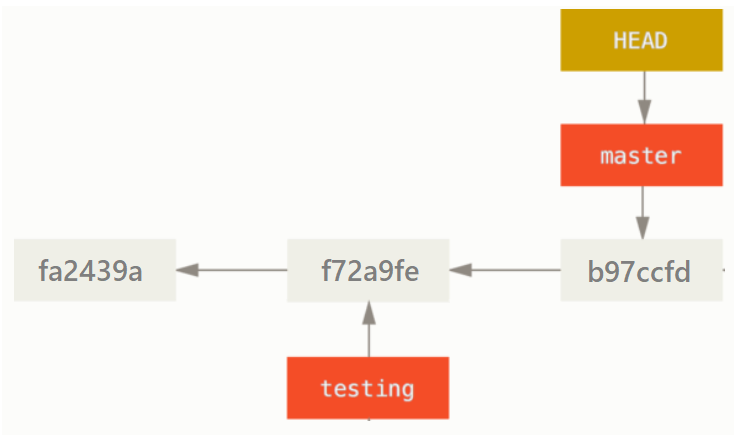 HEAD
master
fa2439a
f72a9fe
b97ccfd
testing